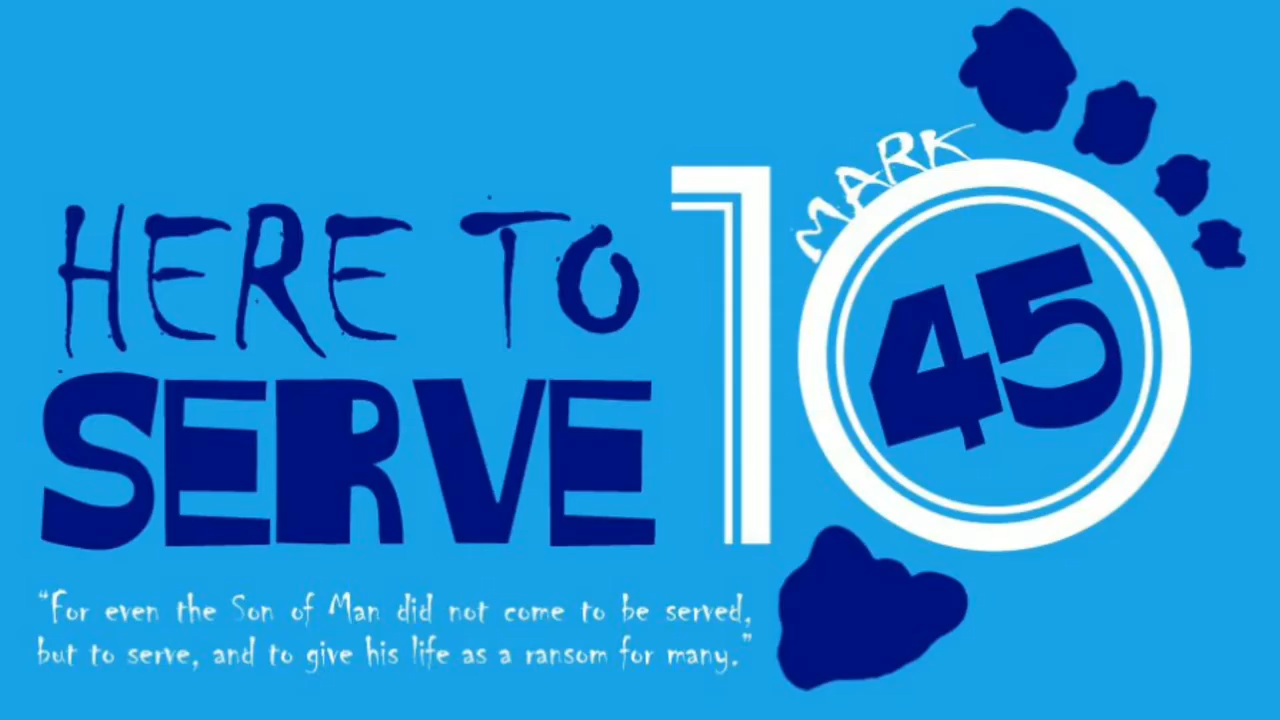 HERE TO
SERVE
MARK
10
45
“For even the Son of Man did not come to be served,
but to serve, and to give his life as a ransom for many.”